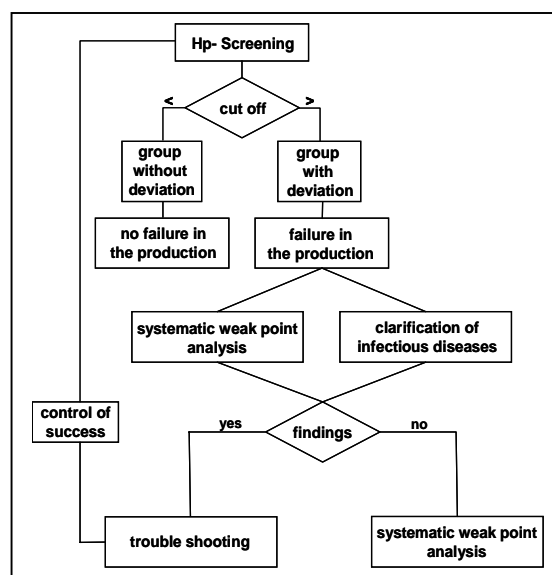 Hp- Screening
<
cut off
>
group
without
deviation
group
with
deviation
no failure in
the production
failure in
the production
systematic weak point
analysis
clarification of
infectious diseases
control of
success
yes
findings
no
trouble shooting
systematic weak point
analysis